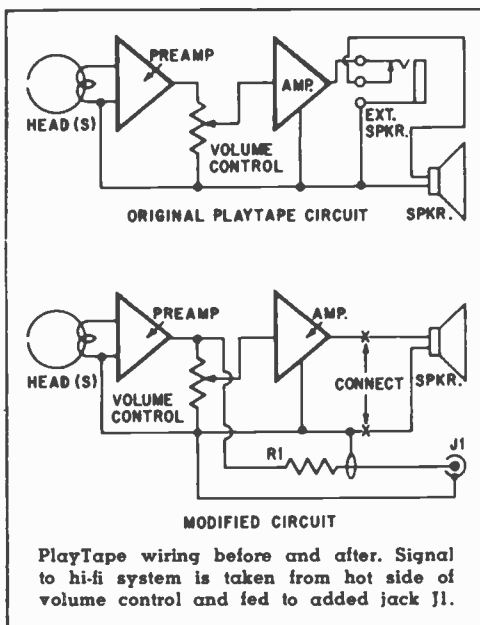 PREAMP
HEAD(S)
VOLUME
CONTROL
AMP.
EXT.
SPKR.
SPKR.
ORIGINAL PLAYTAPE CIRCUIT
PREAMP
HEAD(S)
VOLUME
CONTROL
AMP.
CONNECT
SPKR.
X
X
R1
J1
MODIFIED CIRCUIT
PlayTape wiring before and after. Signal
to hi-fi system is taken from hot side of
volume control and fed to added jack J1.